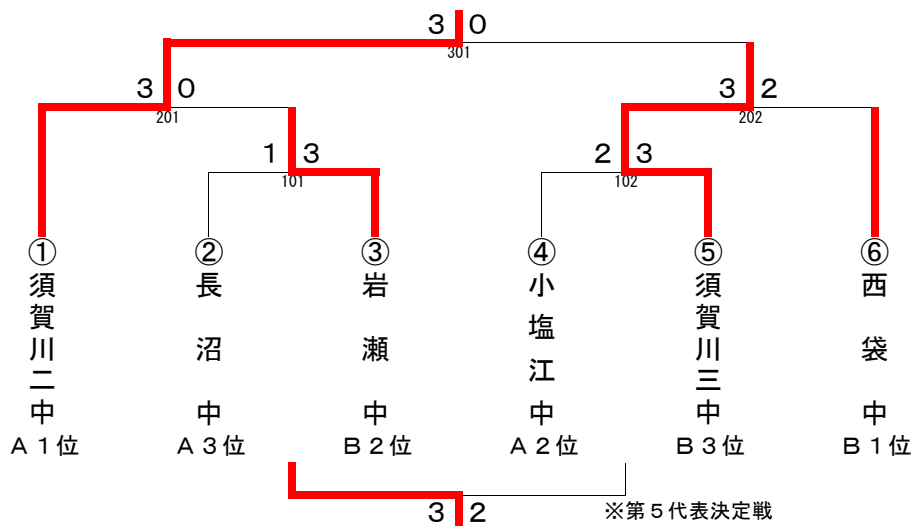 ３ ０
301
３ ０
201
３ ２
202
１ ３
101
２ ３
102
① ② ③ ④ ⑤ ⑥
須賀川二中
長沼中
岩瀬中
小塩江中
須賀川三中
西袋中
Ａ１位 Ａ３位 Ｂ２位 Ａ２位 Ｂ３位 Ｂ１位
３ ２
※第５代表決定戦